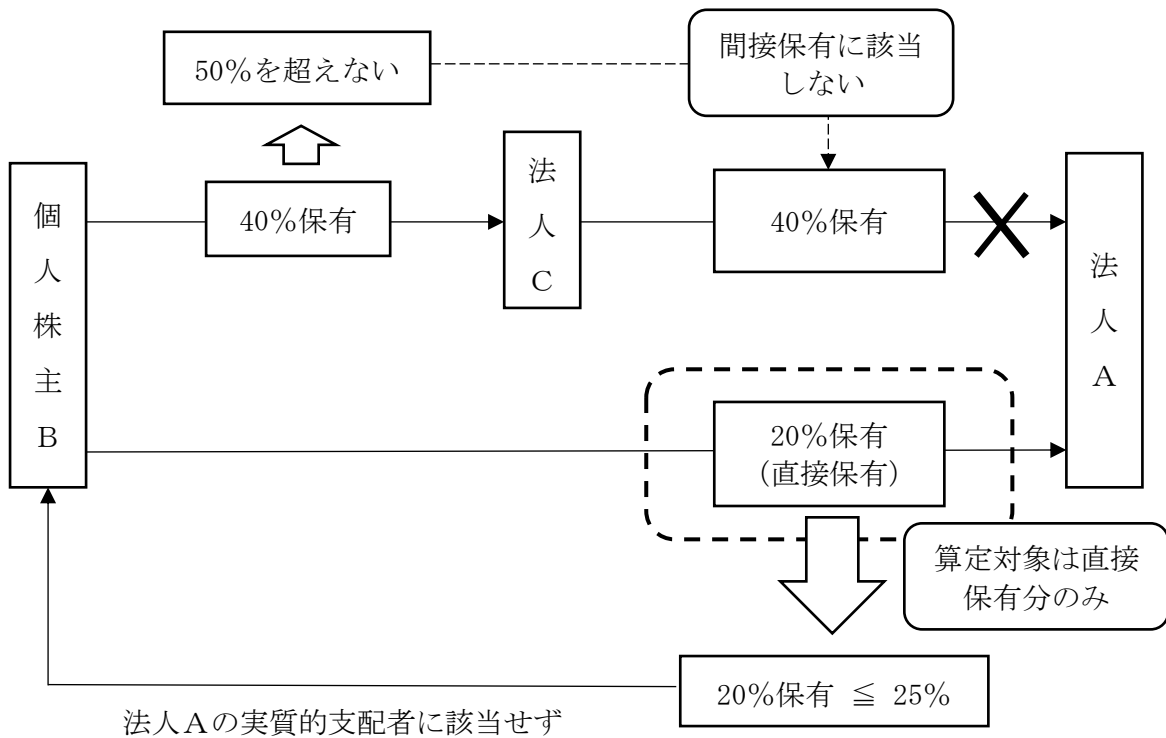 50%を超えない
間接保有に該当
しない
個人株主B
40%保有
法人C
40%保有
法人A
20%保有
(直接保有)
算定対象は直接
保有分のみ
20%保有 ≦ 25%
法人Aの実質的支配者に該当せず